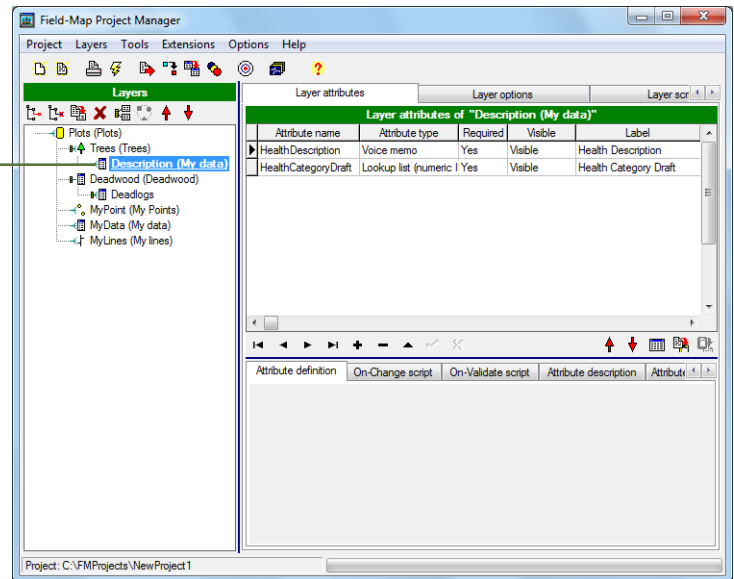 Field-Map Project Manager
Project Layers Tools Extensions Options Help
Layers
Plots (Plots)
Trees (Trees)
Description (My data)
Deadwood (Deadwood)
Deadlogs
MyPoint (My Points)
MyData (My data)
MyLines (My lines)
Layer attributes Layer options Layer scr
Layer attributes of "Description (My data)"
Attribute name Attribute type Required Visible Label
HealthDescription Voice memo Yes Visible Health Description
HealthCategoryDraft Lookup list (numeric l Yes Visible Health Category Draft
Attribute definition On-Change script On-Validate script Attribute description Attribute
Project: C:\FMProjects\NewProject1